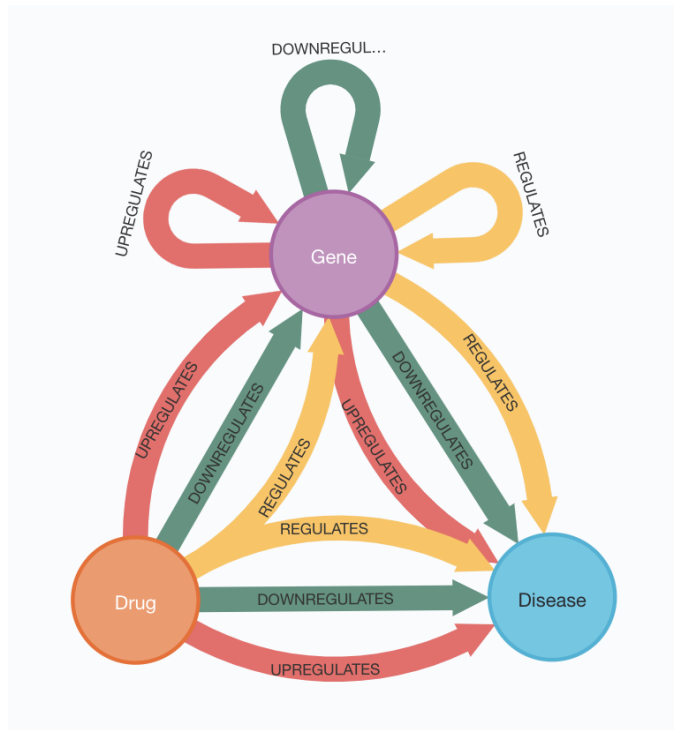 DOWNREGUL...
UPREGULATES
REGULATES
Gene
UPREGULATES
DOWNREGULATES
REGULATES
UPREGULATES
DOWNREGULATES
REGULATES
REGULATES
Drug
DOWNREGULATES
Disease
UPREGULATES